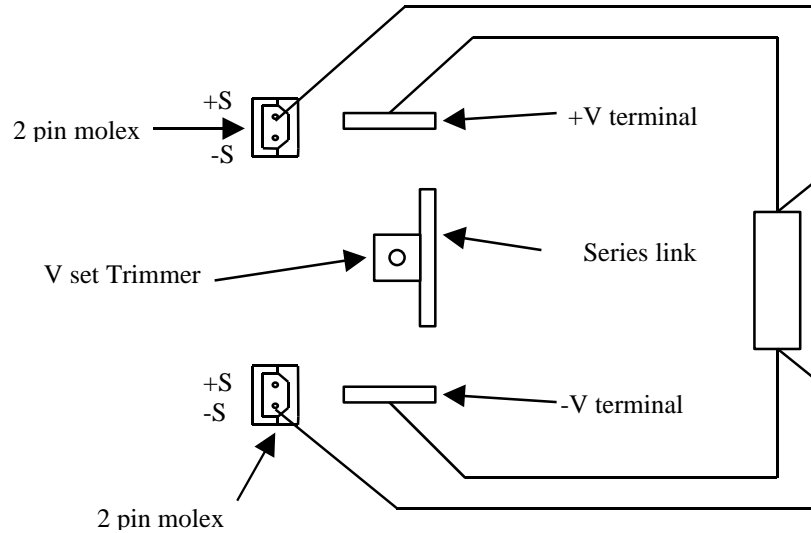 +S
2 pin molex
-S
+V terminal
V set Trimmer
Series link
+S
-S
-V terminal
2 pin molex